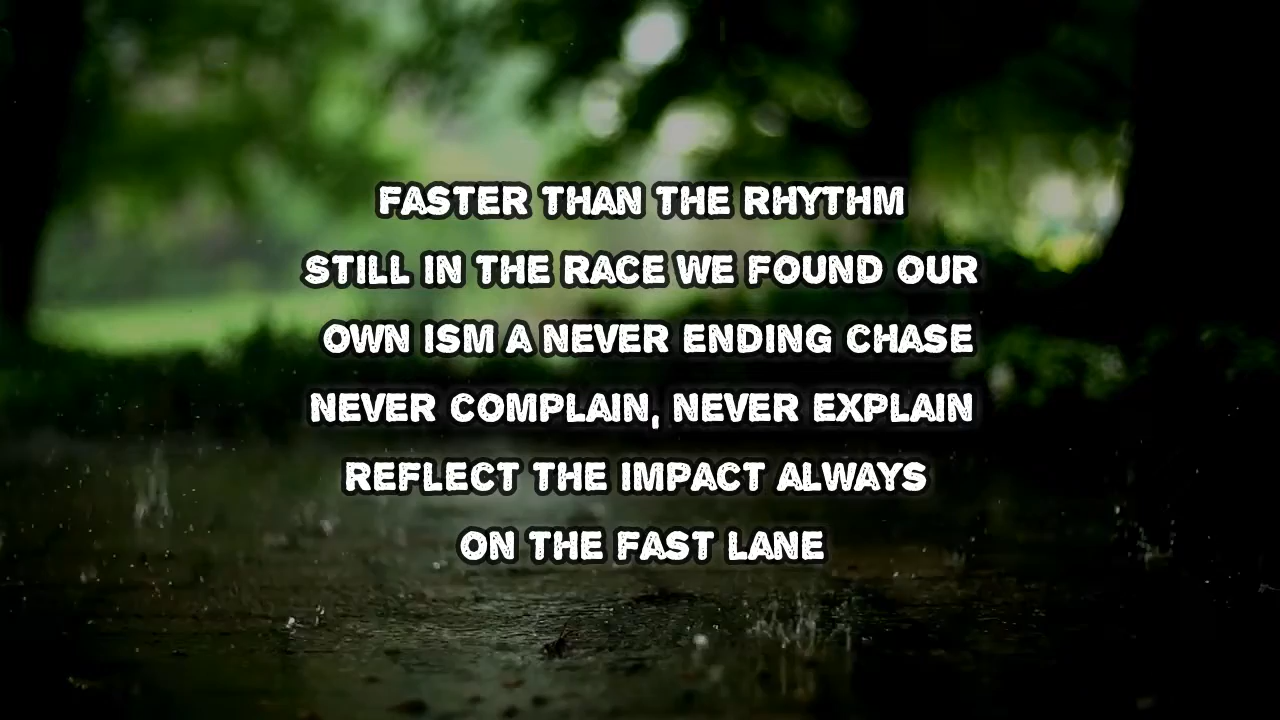 FASTER THAN THE RHYTHM
STILL IN THE RACE WE FOUND OUR
OWN ISM A NEVER ENDING CHASE
NEVER COMPLAIN, NEVER EXPLAIN
REFLECT THE IMPACT ALWAYS
ON THE FAST LANE